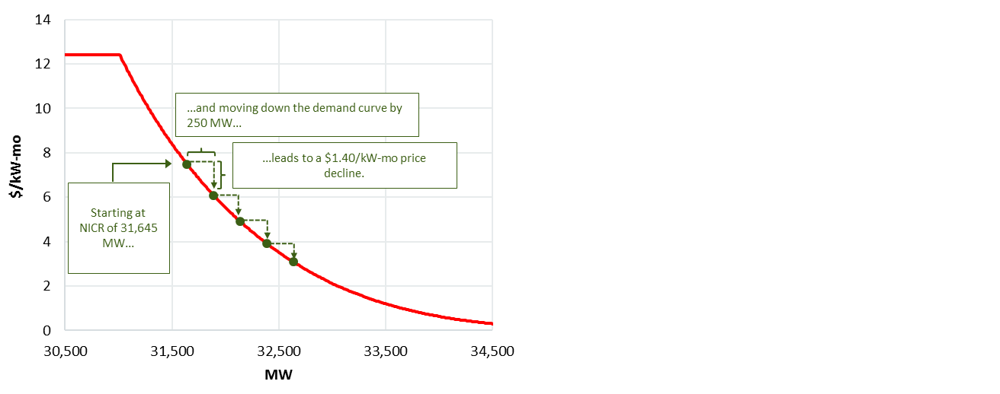 14
12
10
8
6
4
2
0
$/kW-mo
...and moving down the demand curve by
250 MW...
...leads to a $1.40/kW-mo price
decline.
Starting at
NICR of 31,645
MW...
30,500
31,500
32,500
33,500
34,500
MW